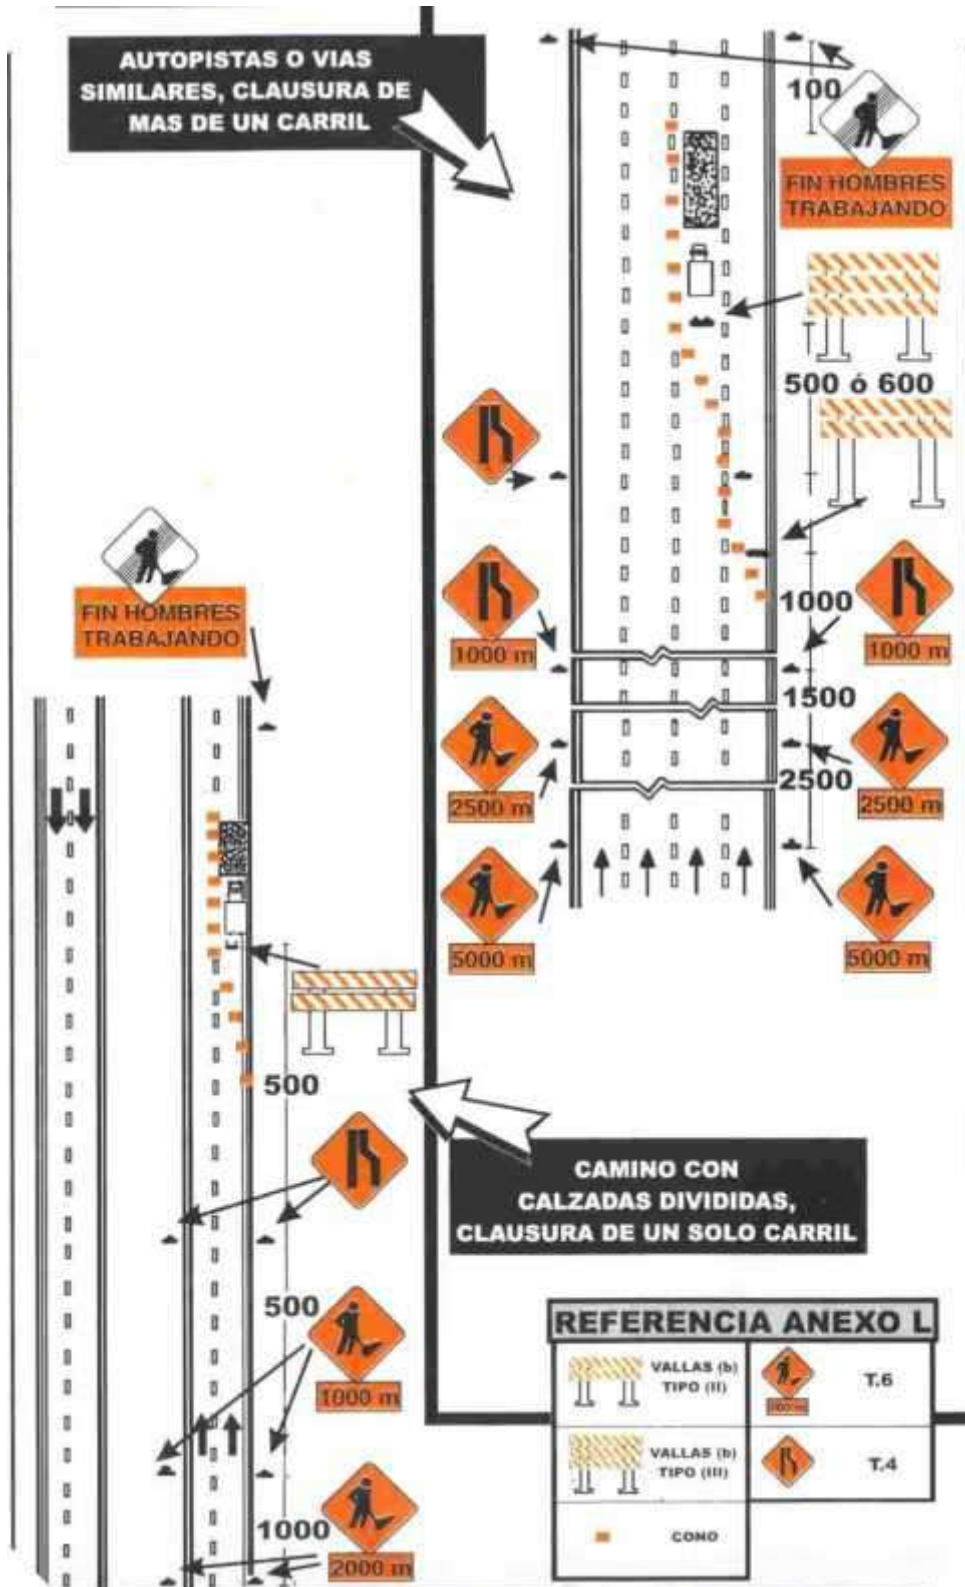 AUTOPISTAS O VIAS
SIMILARES, CLAUSURA DE
MAS DE UN CARRIL
100
FIN HOMBRES
TRABAJANDO
500 ó 600
1000
1000 m
1000 m
1500
2500 m
2500
2500 m
5000 m
5000 m
FIN HOMBRES
TRABAJANDO
500
500
1000 m
1000
2000 m
CAMINO CON
CALZADAS DIVIDIDAS,
CLAUSURA DE UN SOLO CARRIL
REFERENCIA ANEXO L
VALLAS (b)
TIPO (II)
T.6
VALLAS (b)
TIPO (III)
T.4
CONO